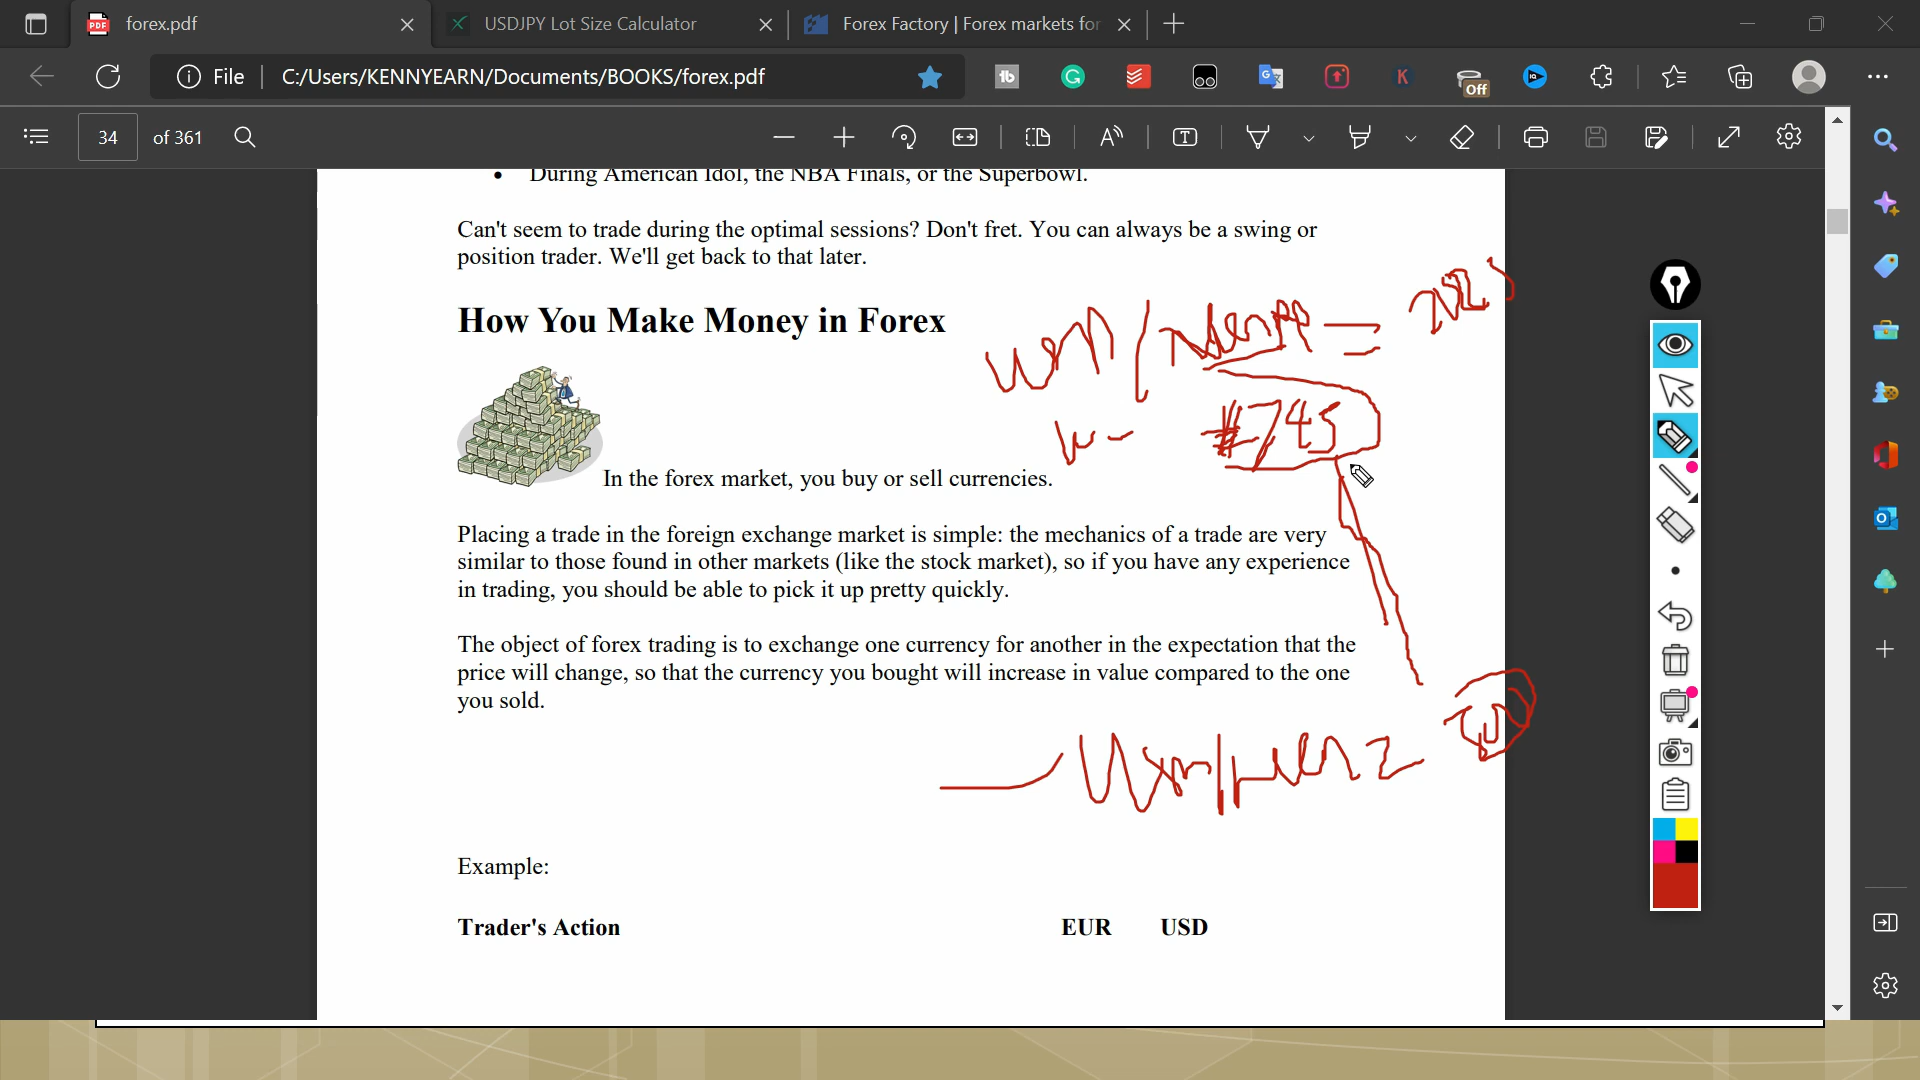 forex.pdf
USDJPY Lot Size Calculator
Forex Factory | Forex markets for
File
C:/Users/KENNYEARN/Documents/BOOKS/forex.pdf
Off
34 of 361
• During American Idol, the NBA Finals, or the Superbowl.
Can't seem to trade during the optimal sessions? Don't fret. You can always be a swing or
position trader. We'll get back to that later.
How You Make Money in Forex
=
745
In the forex market, you buy or sell currencies.
Placing a trade in the foreign exchange market is simple: the mechanics of a trade are very
similar to those found in other markets (like the stock market), so if you have any experience
in trading, you should be able to pick it up pretty quickly.
The object of forex trading is to exchange one currency for another in the expectation that the
price will change, so that the currency you bought will increase in value compared to the one
you sold.
Example:
Trader's Action EUR USD